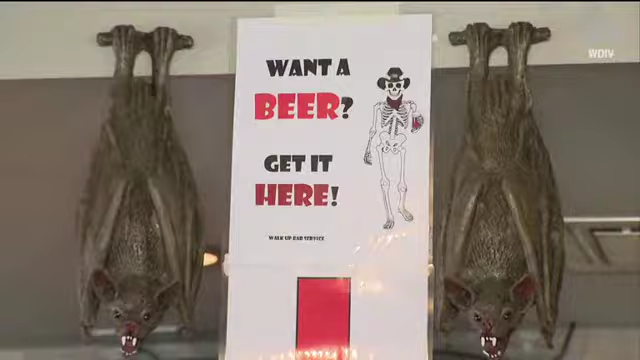 WDIV
WANT A
BEER?
GET IT
HERE!
WALK UP BAR SERVICE